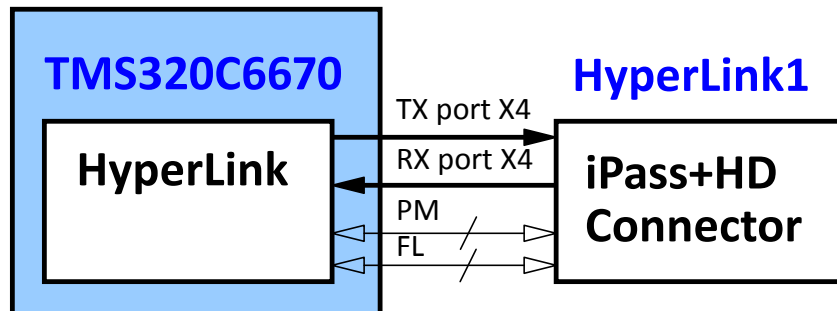 TMS320C6670
HyperLink1
HyperLink
TX port X4
RX port X4
PM
FL
iPass+HD
Connector